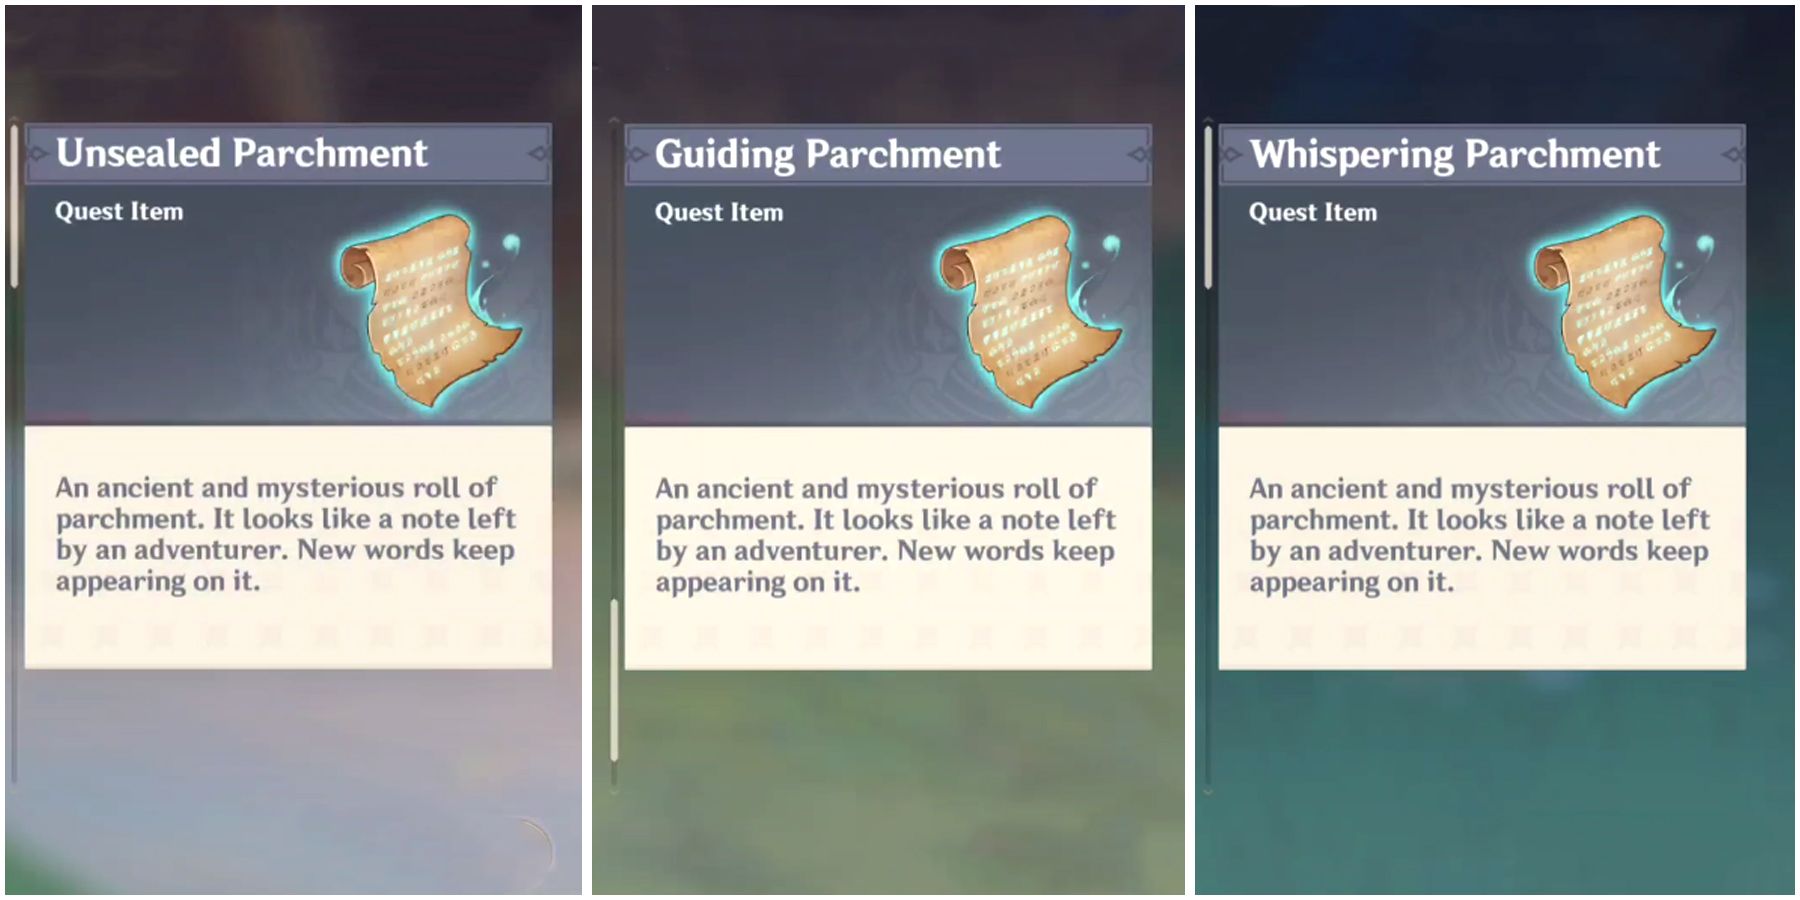 Unsealed Parchment
Quest Item
An ancient and mysterious roll of
parchment. It looks like a note left
by an adventurer. New words keep
appearing on it.
Guiding Parchment
Quest Item
An ancient and mysterious roll of
parchment. It looks like a note left
by an adventurer. New words keep
appearing on it.
Whispering Parchment
Quest Item
An ancient and mysterious roll of
parchment. It looks like a note left
by an adventurer. New words keep
appearing on it.